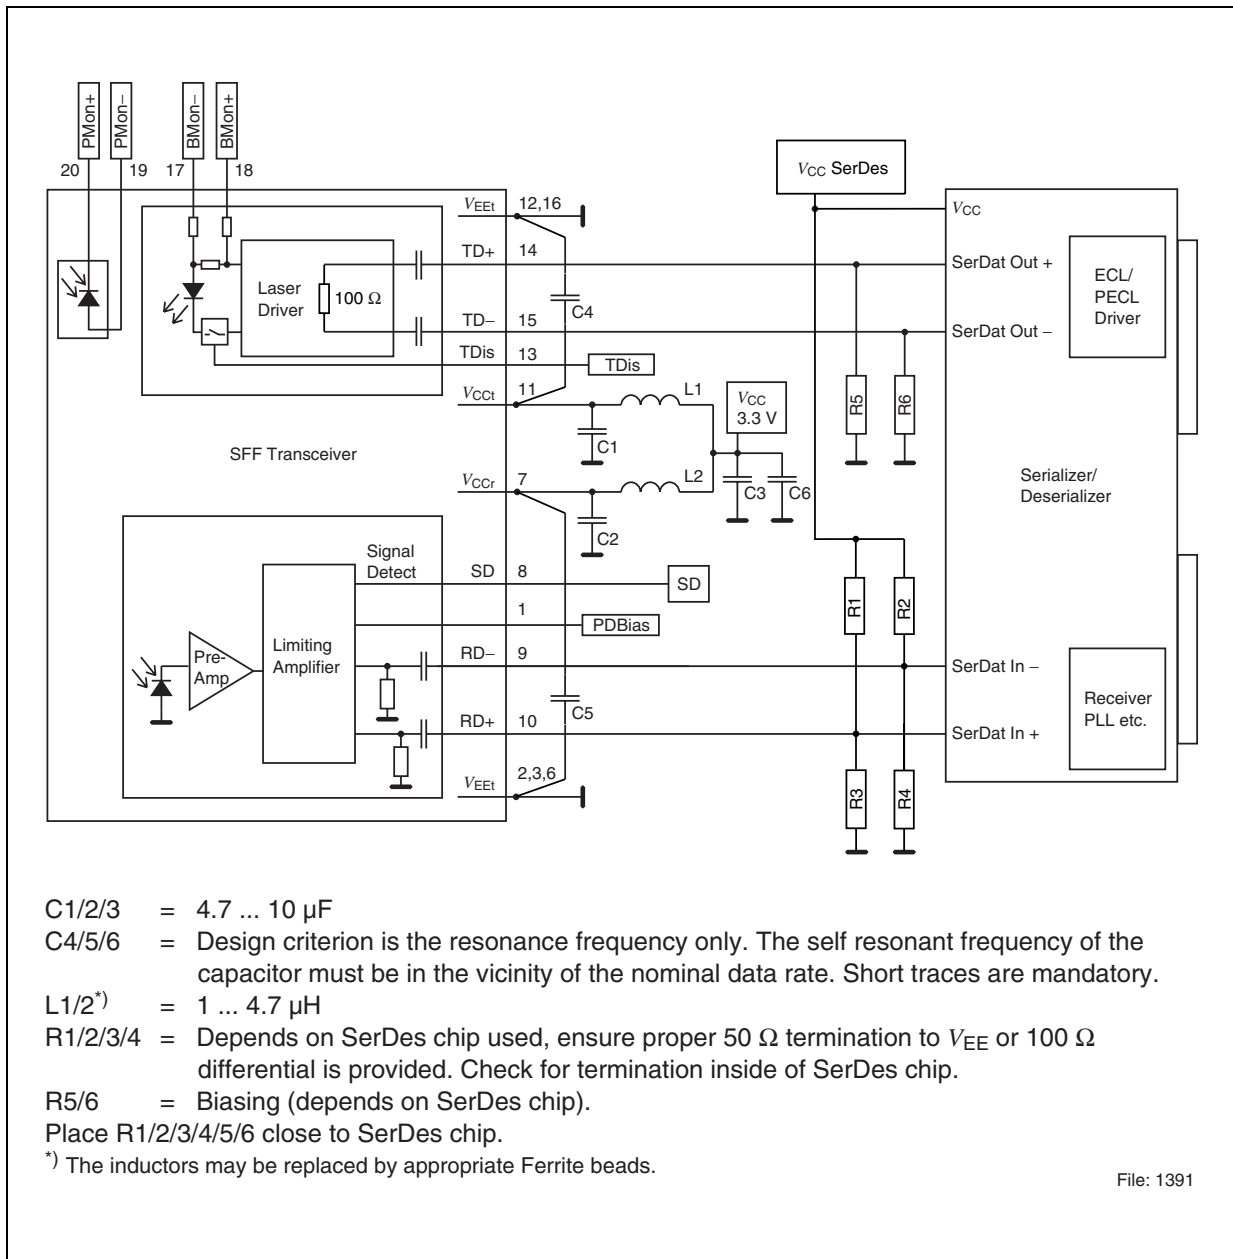 PMon+
PMon−
BMon−
BMon+
20
19
17
18
VEEt
12,16
TD+
14
Laser
Driver
100 Ω
C4
TD−
15
TDis
13
TDis
VCCt
11
L1
VCC
3.3 V
C1
SFF Transceiver
VCCr
7
L2
C3
C6
C2
Signal
Detect
SD
8
SD
1
PDBias
Limiting
Amplifier
Pre-
Amp
RD−
9
C5
RD+
10
VEEt
2,3,6
VCC SerDes
VCC
SerDat Out +
SerDat Out −
ECL/
PECL
Driver
R5
R6
Serializer/
Deserializer
R1
R2
SerDat In −
SerDat In +
Receiver
PLL etc.
R3
R4
C1/2/3 = 4.7 ... 10 µF
C4/5/6 = Design criterion is the resonance frequency only. The self resonant frequency of the
capacitor must be in the vicinity of the nominal data rate. Short traces are mandatory.
L1/2*) = 1 ... 4.7 µH
R1/2/3/4 = Depends on SerDes chip used, ensure proper 50 Ω termination to VEE or 100 Ω
differential is provided. Check for termination inside of SerDes chip.
R5/6 = Biasing (depends on SerDes chip).
Place R1/2/3/4/5/6 close to SerDes chip.
*) The inductors may be replaced by appropriate Ferrite beads.
File: 1391